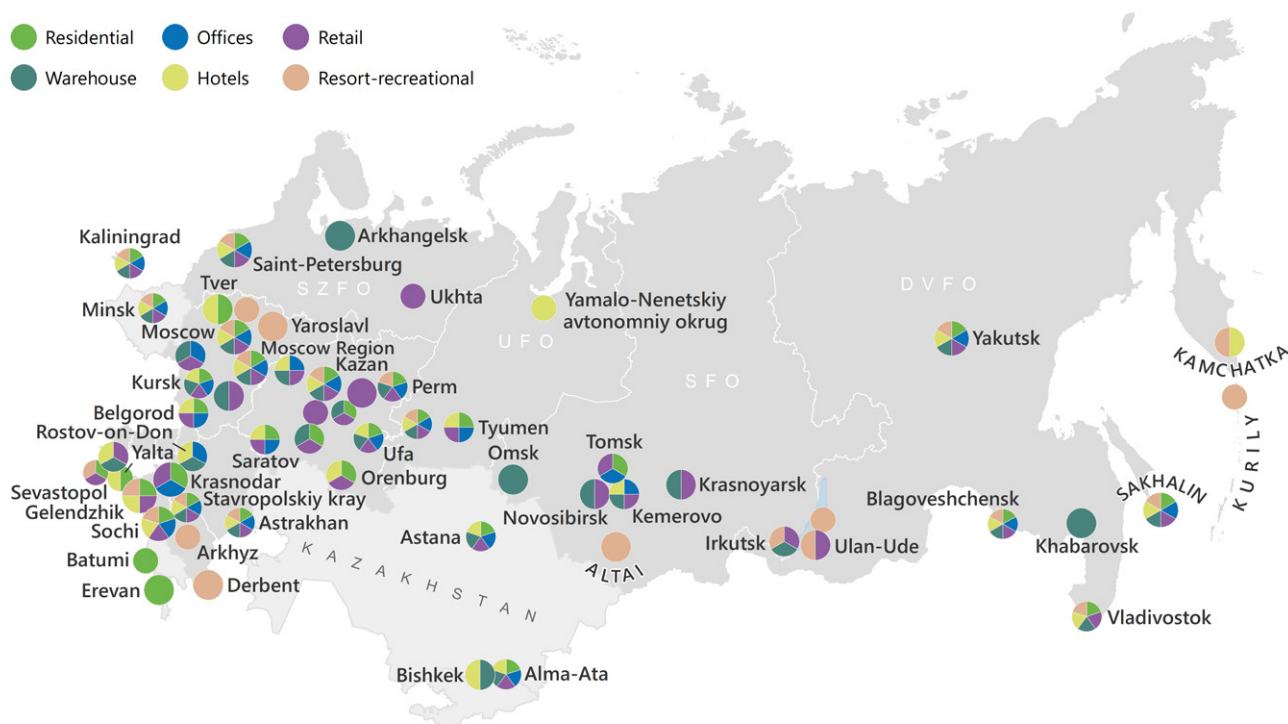 Residential
Offices
Retail
Warehouse
Hotels
Resort-recreational
Kaliningrad
Arkhangelsk
Saint-Petersburg
SZFO
Tver
Ukhta
Yamalo-Nenetskiy
avtonomniy okrug
DVFO
Minsk
Moscow
Yaroslavl
UFO
Yakutsk
Moscow Region
Kazan
KAMCHATKA
Kursk
Perm
SFO
Belgorod
Rostov-on-Don
Tyumen
KURILY
Yalta
Saratov
Ufa
Omsk
Tomsk
Krasnodar
Orenburg
Krasnoyarsk
Sevastopol
Stavropolskiy kray
Blagoveshchensk
SAKHALIN
Gelendzhik
Novosibirsk
Kemerovo
Sochi
Astrakhan
Astana
Irkutsk
Ulan-Ude
Khabarovsk
Arkhyz
KAZAKHSTAN
ALTAI
Batumi
Erevan
Derbent
Vladivostok
Bishkek
Alma-Ata